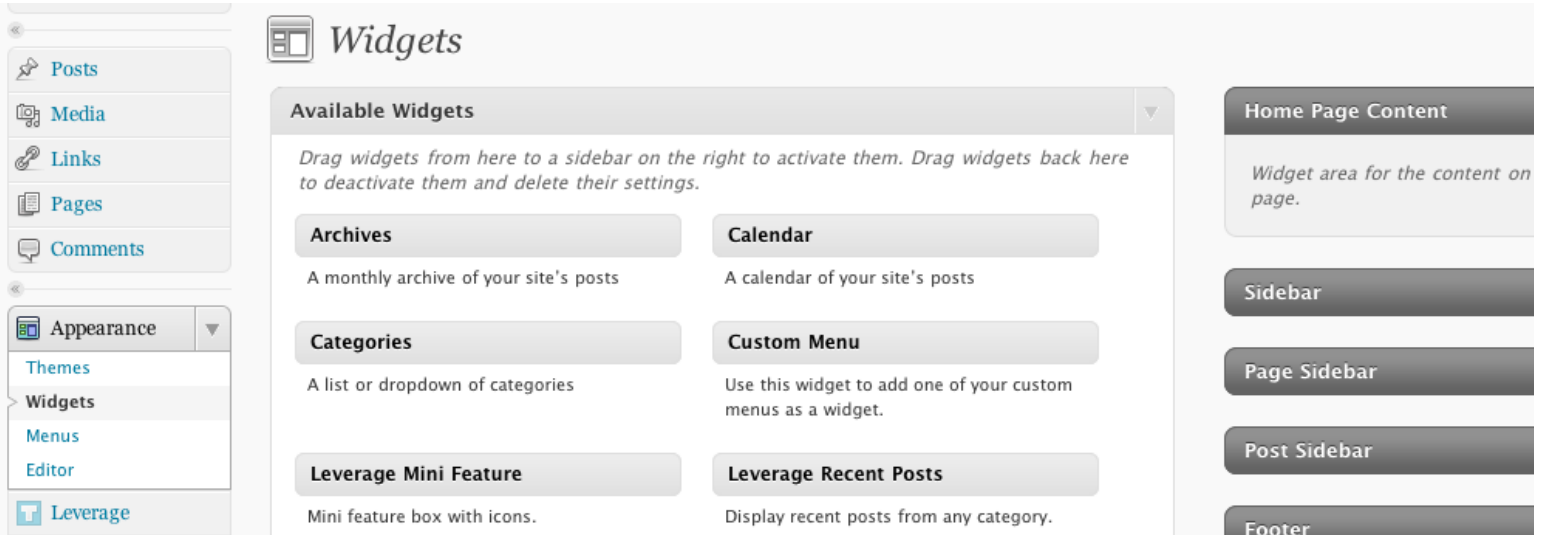 Posts
Media
Links
Pages
Comments
Appearance
Themes
Widgets
Menus
Editor
Leverage
Widgets
Available Widgets
Drag widgets from here to a sidebar on the right to activate them. Drag widgets back here
to deactivate them and delete their settings.
Archives
A monthly archive of your site's posts
Calendar
A calendar of your site's posts
Categories
A list or dropdown of categories
Custom Menu
Use this widget to add one of your custom
menus as a widget.
Leverage Mini Feature
Mini feature box with icons.
Leverage Recent Posts
Display recent posts from any category.
Home Page Content
Widget area for the content on
page.
Sidebar
Page Sidebar
Post Sidebar
Footer